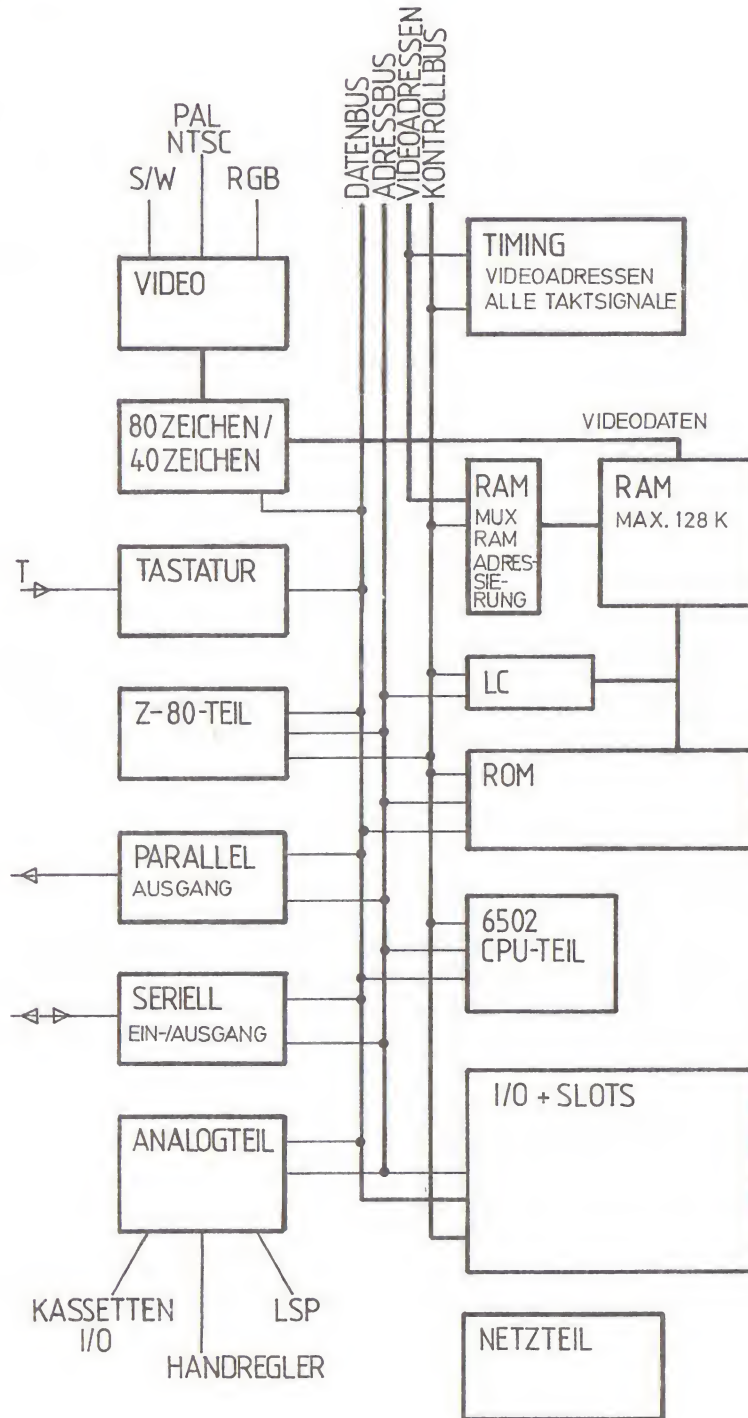 DATENBUS
ADRESSBUS
VIDEOADRESSEN
KONTROLLBUS
PAL
NTSC
S/W
RGB
VIDEO
TIMING
VIDEOADRESSEN
ALLE TAKTSIGNALE
80 ZEICHEN /
40 ZEICHEN
VIDEODATEN
RAM
MUX
RAM
ADRES-
SIE-
RUNG
RAM
MAX. 128 K
T
TASTATUR
LC
Z-80-TEIL
ROM
PARALLEL
AUSGANG
6502
CPU-TEIL
SERIELL
EIN-/AUSGANG
I/O + SLOTS
ANALOGTEIL
KASSETTEN
I/O
LSP
HANDREGLER
NETZTEIL